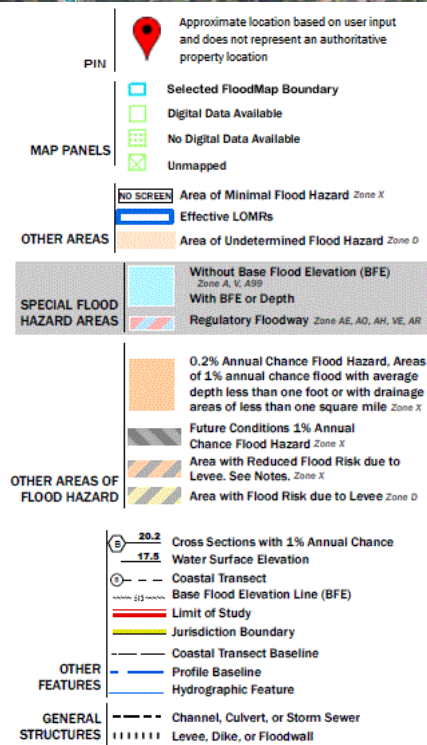 Approximate location based on user input
and does not represent an authoritative
property location
PIN
Selected FloodMap Boundary
Digital Data Available
No Digital Data Available
Unmapped
MAP PANELS
NO SCREEN Area of Minimal Flood Hazard Zone X
Effective LOMRs
Area of Undetermined Flood Hazard Zone D
OTHER AREAS
Without Base Flood Elevation (BFE)
Zone A, V, A99
With BFE or Depth
Regulatory Floodway Zone AE, AO, AH, VE, AR
SPECIAL FLOOD
HAZARD AREAS
0.2% Annual Chance Flood Hazard, Areas
of 1% annual chance flood with average
depth less than one foot or with drainage
areas of less than one square mile Zone X
Future Conditions 1% Annual
Chance Flood Hazard Zone X
Area with Reduced Flood Risk due to
Levee. See Notes. Zone X
Area with Flood Risk due to Levee Zone D
OTHER AREAS OF
FLOOD HAZARD
B 20.2 Cross Sections with 1% Annual Chance
17.5 Water Surface Elevation
8 Coastal Transect
513 Base Flood Elevation Line (BFE)
Limit of Study
Jurisdiction Boundary
Coastal Transect Baseline
Profile Baseline
Hydrographic Feature
OTHER
FEATURES
Channel, Culvert, or Storm Sewer
Levee, Dike, or Floodwall
GENERAL
STRUCTURES